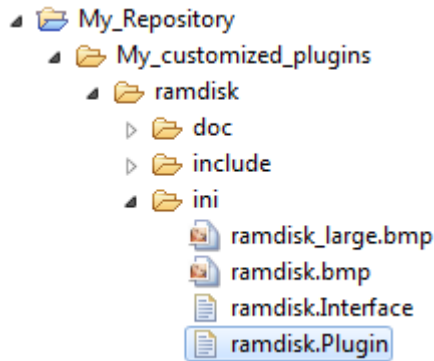 My_Repository
My_customized_plugins
ramdisk
doc
include
ini
ramdisk_large.bmp
ramdisk.bmp
ramdisk.Interface
ramdisk.Plugin